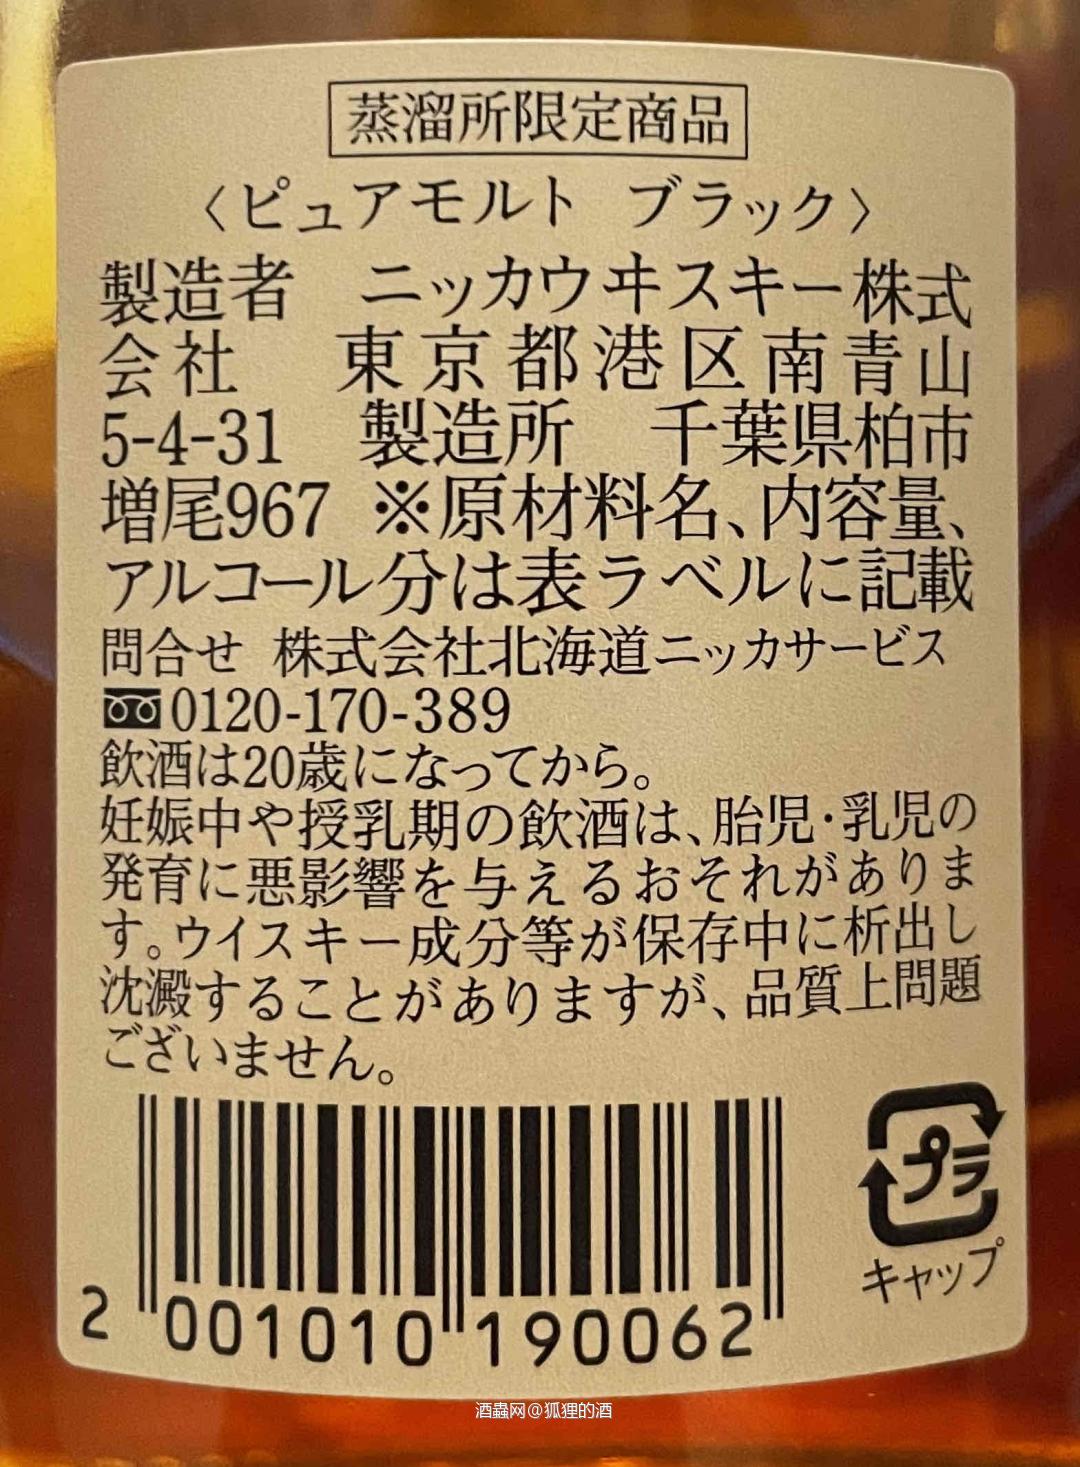 蒸溜所限定商品
〈ピュアモルト ブラック〉
製造者 ニッカウヰスキー株式
会社 東京都港区南青山
5-4-31 製造所 千葉県柏市
増尾967 ※原材料名、内容量、
アルコール分は表ラベルに記載
問合せ 株式会社北海道ニッカサービス
0120-170-389
飲酒は20歳になってから。
妊娠中や授乳期の飲酒は、胎児・乳児の
発育に悪影響を与えるおそれがありま
す。ウイスキー成分等が保存中に析出し
沈澱することがありますが、品質上問題
ございません。
プラ
キャップ
2 001010 190062
酒蟲网@狐狸的酒